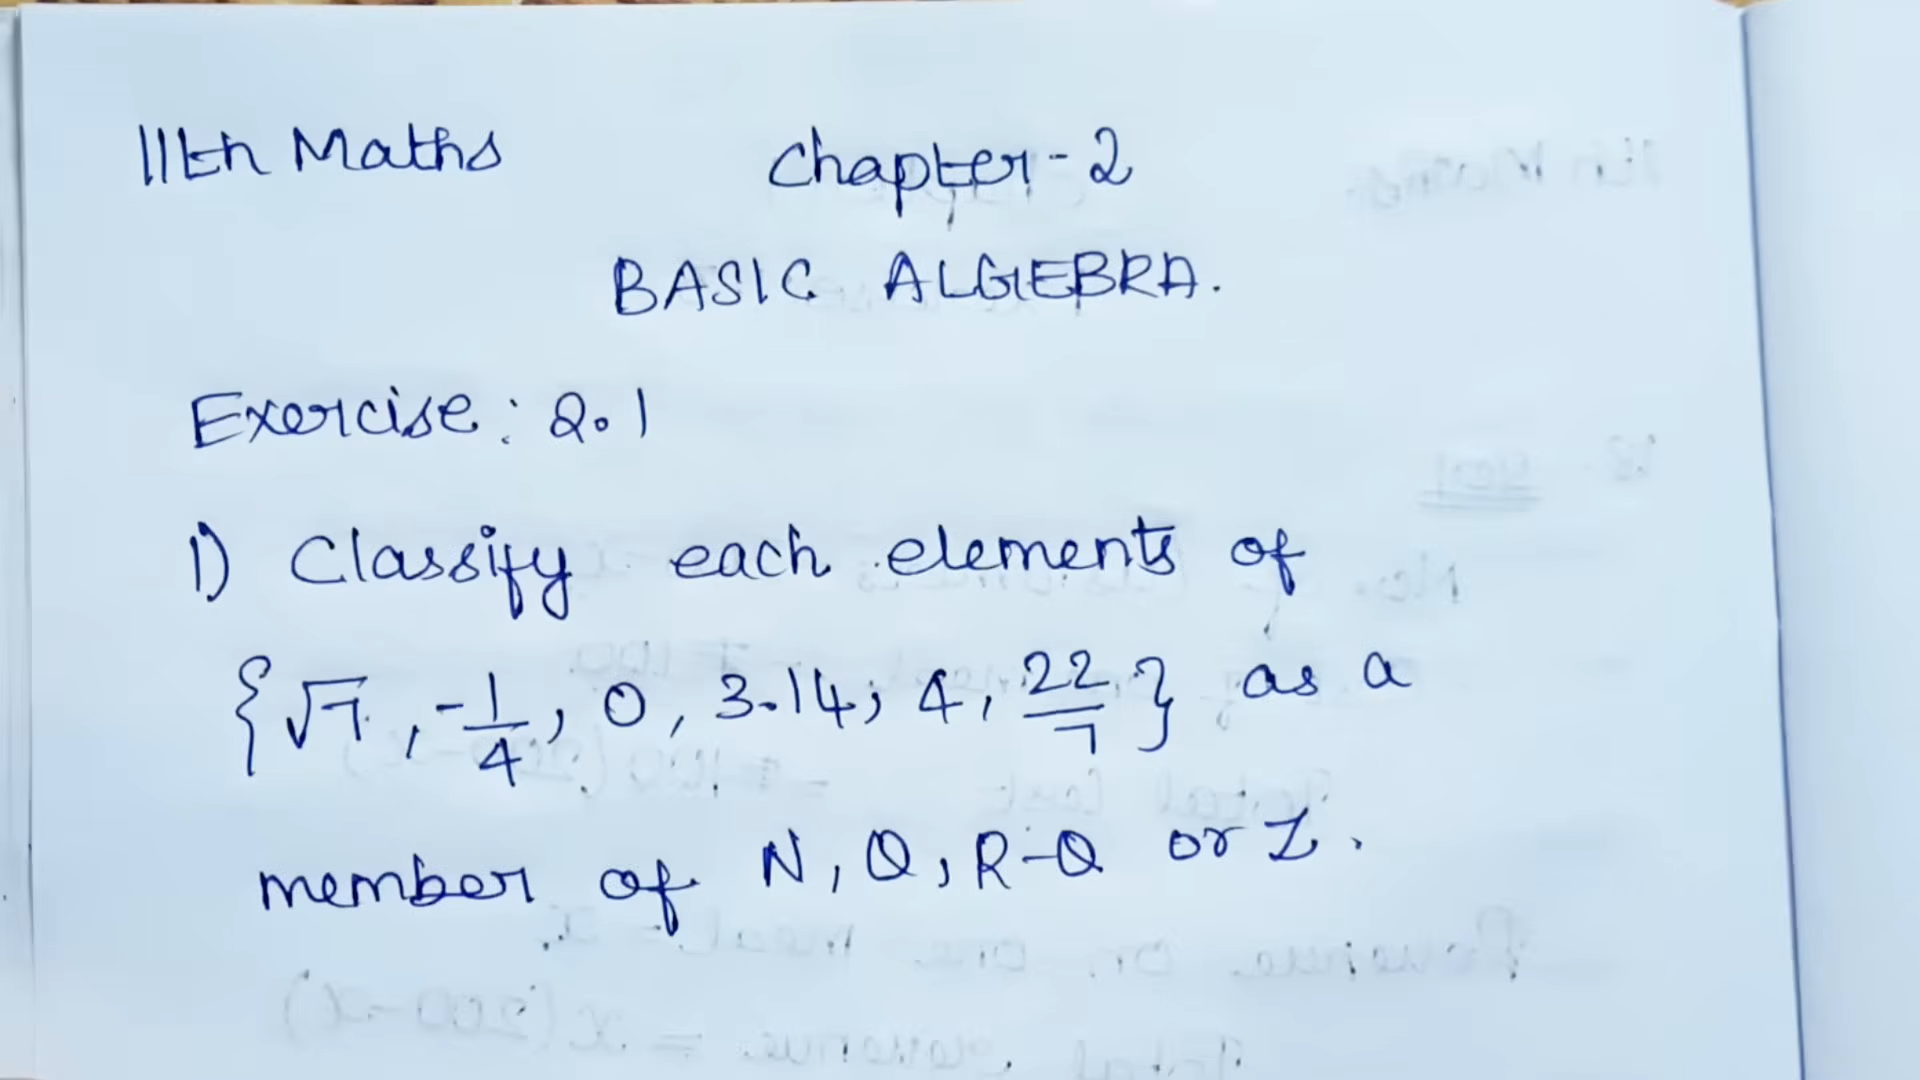 11th Maths Chapter-2
BASIC ALGEBRA.
Exercise: 2.1
1) Classify each elements of
{√7, -1/4, 0, 3.14, 4, 22/7} as a
member of N, Q, R-Q or Z.